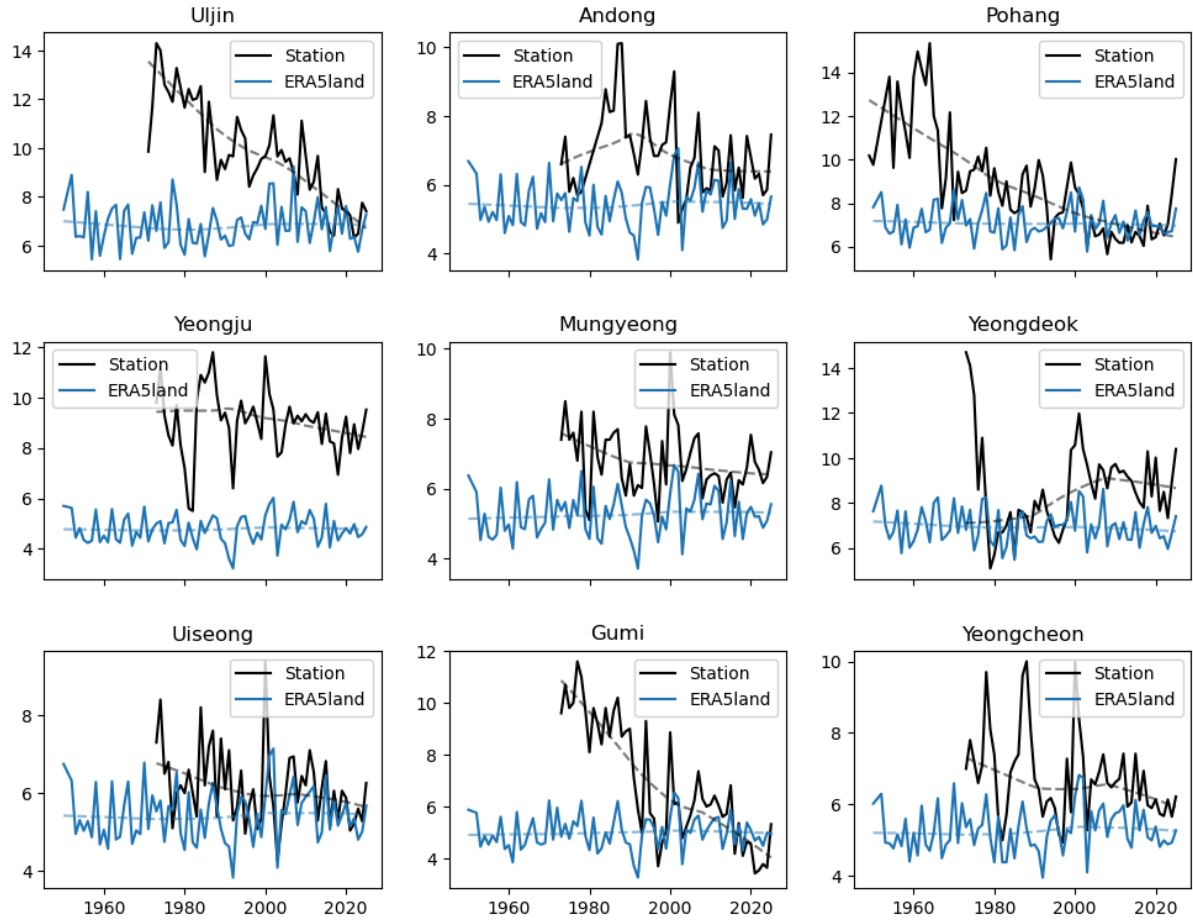 Uljin
Andong
Pohang
14
12
10
8
6
Station
ERA5land
10
8
6
4
Station
ERA5land
14
12
10
8
6
Station
ERA5land
Yeongju
Mungyeong
Yeongdeok
12
10
8
6
4
Station
ERA5land
10
8
6
4
Station
ERA5land
14
12
10
8
6
Station
ERA5land
Uiseong
Gumi
Yeongcheon
8
6
4
Station
ERA5land
12
10
8
6
4
Station
ERA5land
10
8
6
4
Station
ERA5land
1960 1980 2000 2020
1960 1980 2000 2020
1960 1980 2000 2020